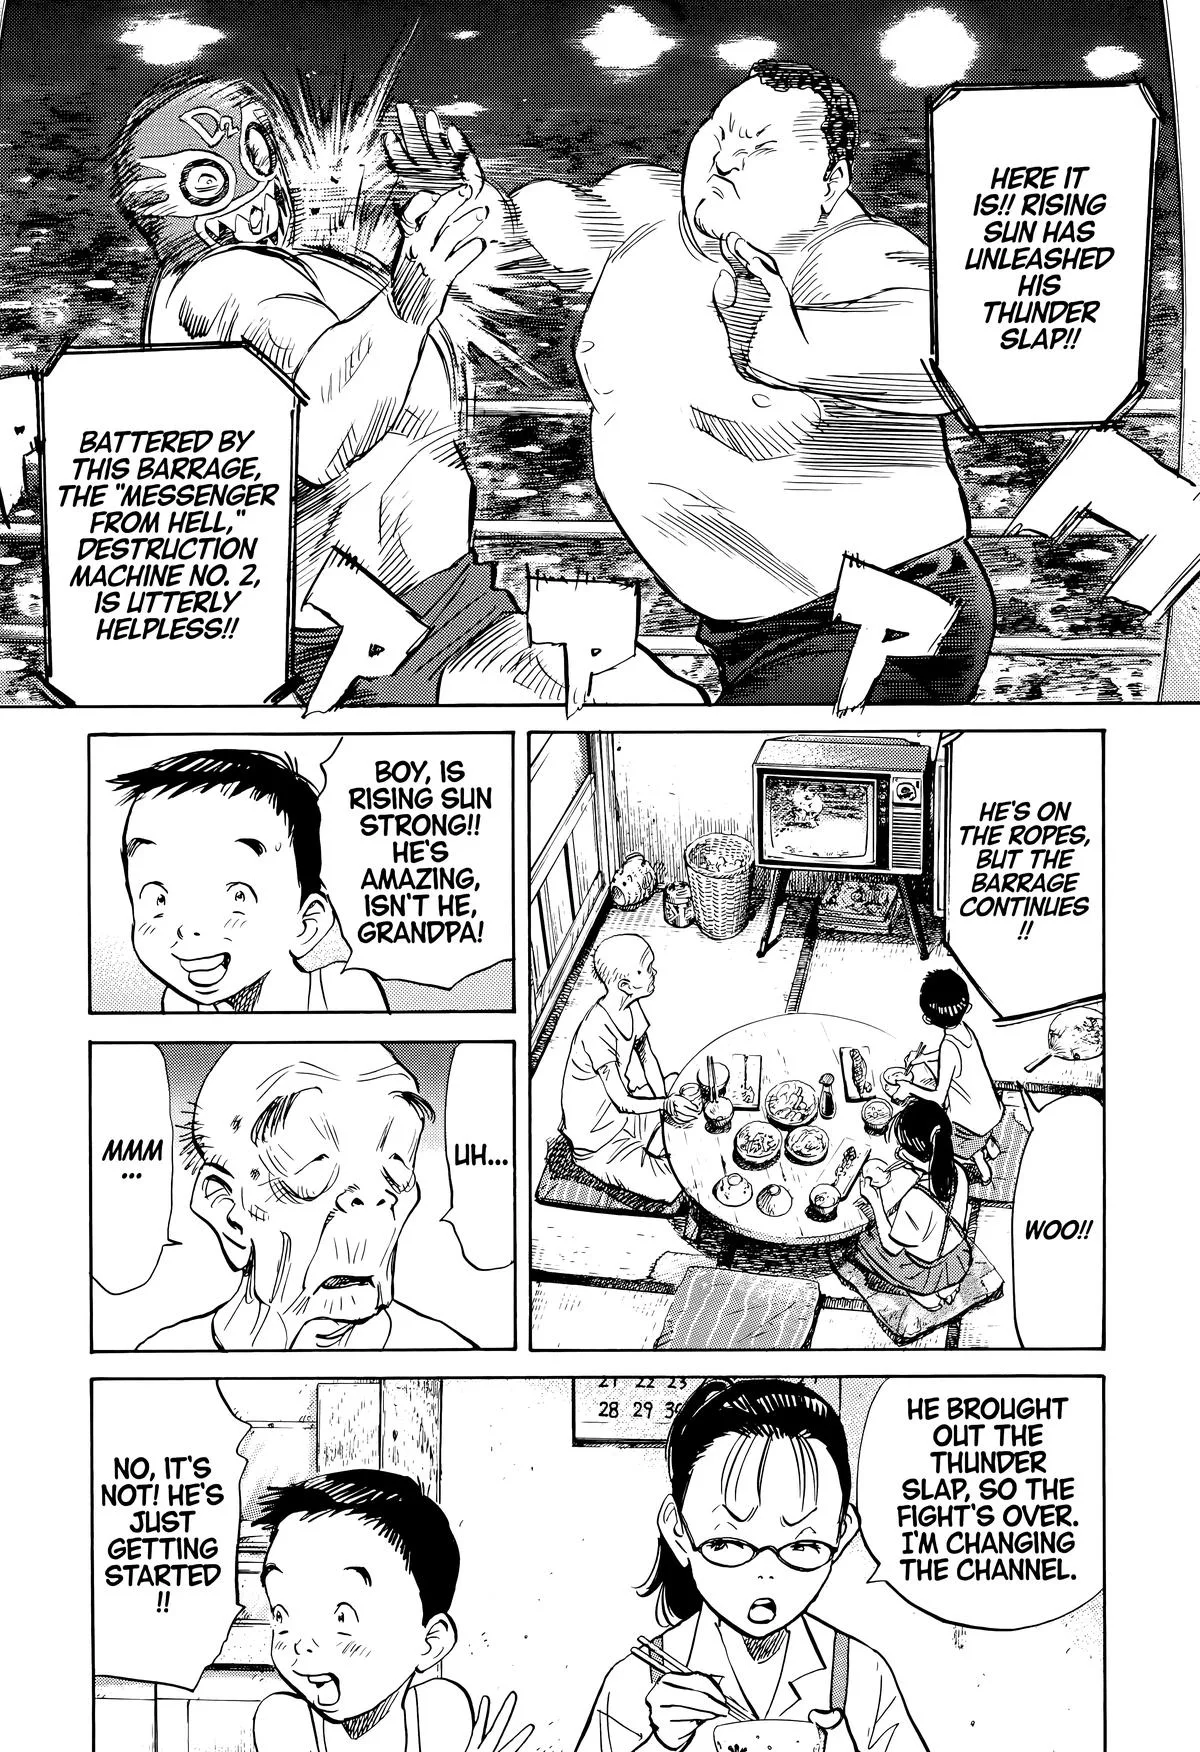 HERE IT
IS!! RISING
SUN HAS
UNLEASHED
HIS
THUNDER
SLAP!!
BATTERED BY
THIS BARRAGE,
THE "MESSENGER
FROM HELL,"
DESTRUCTION
MACHINE NO. 2,
IS UTTERLY
HELPLESS!!
HE'S ON
THE ROPES,
BUT THE
BARRAGE
CONTINUES
!!
WOO!!
BOY, IS
RISING SUN
STRONG!!
HE'S
AMAZING,
ISN'T HE,
GRANDPA!
UH...
MMM
...
HE BROUGHT
OUT THE
THUNDER
SLAP, SO THE
FIGHT'S OVER.
I'M CHANGING
THE CHANNEL.
21 22 23
28 29 30
NO, IT'S
NOT! HE'S
JUST
GETTING
STARTED
!!